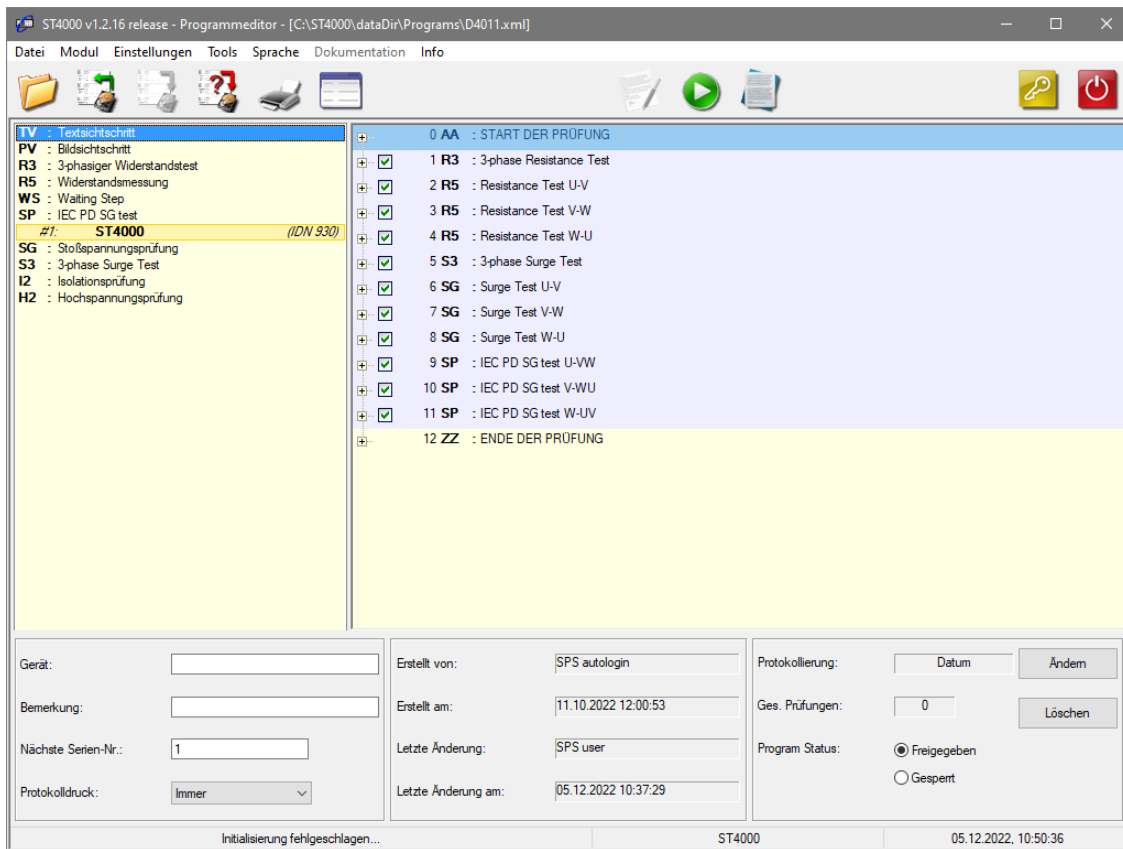 ST4000 v1.2.16 release - Programmeditor - [C:\ST4000\dataDir\Programs\D4011.xml]
Datei Modul Einstellungen Tools Sprache Dokumentation Info
TV : Textsichtschritt
PV : Bildsichtschritt
R3 : 3-phasiger Widerstandstest
R5 : Widerstandsmessung
WS : Waiting Step
SP : IEC PD SG test
#1: ST4000 (IDN 930)
SG : Stoßspannungsprüfung
S3 : 3-phase Surge Test
I2 : Isolationsprüfung
H2 : Hochspannungsprüfung
0 AA : START DER PRÜFUNG
1 R3 : 3-phase Resistance Test
2 R5 : Resistance Test U-V
3 R5 : Resistance Test V-W
4 R5 : Resistance Test W-U
5 S3 : 3-phase Surge Test
6 SG : Surge Test U-V
7 SG : Surge Test V-W
8 SG : Surge Test W-U
9 SP : IEC PD SG test U-VW
10 SP : IEC PD SG test V-WU
11 SP : IEC PD SG test W-UV
12 ZZ : ENDE DER PRÜFUNG
Gerät:
Bemerkung:
Nächste Serien-Nr.: 1
Protokolldruck: Immer
Erstellt von: SPS autologin
Erstellt am: 11.10.2022 12:00:53
Letzte Änderung: SPS user
Letzte Änderung am: 05.12.2022 10:37:29
Protokollierung: Datum Ändern
Ges. Prüfungen: 0 Löschen
Program Status: Freigegeben
Gesperrt
Initialisierung fehlgeschlagen... ST4000 05.12.2022, 10:50:36